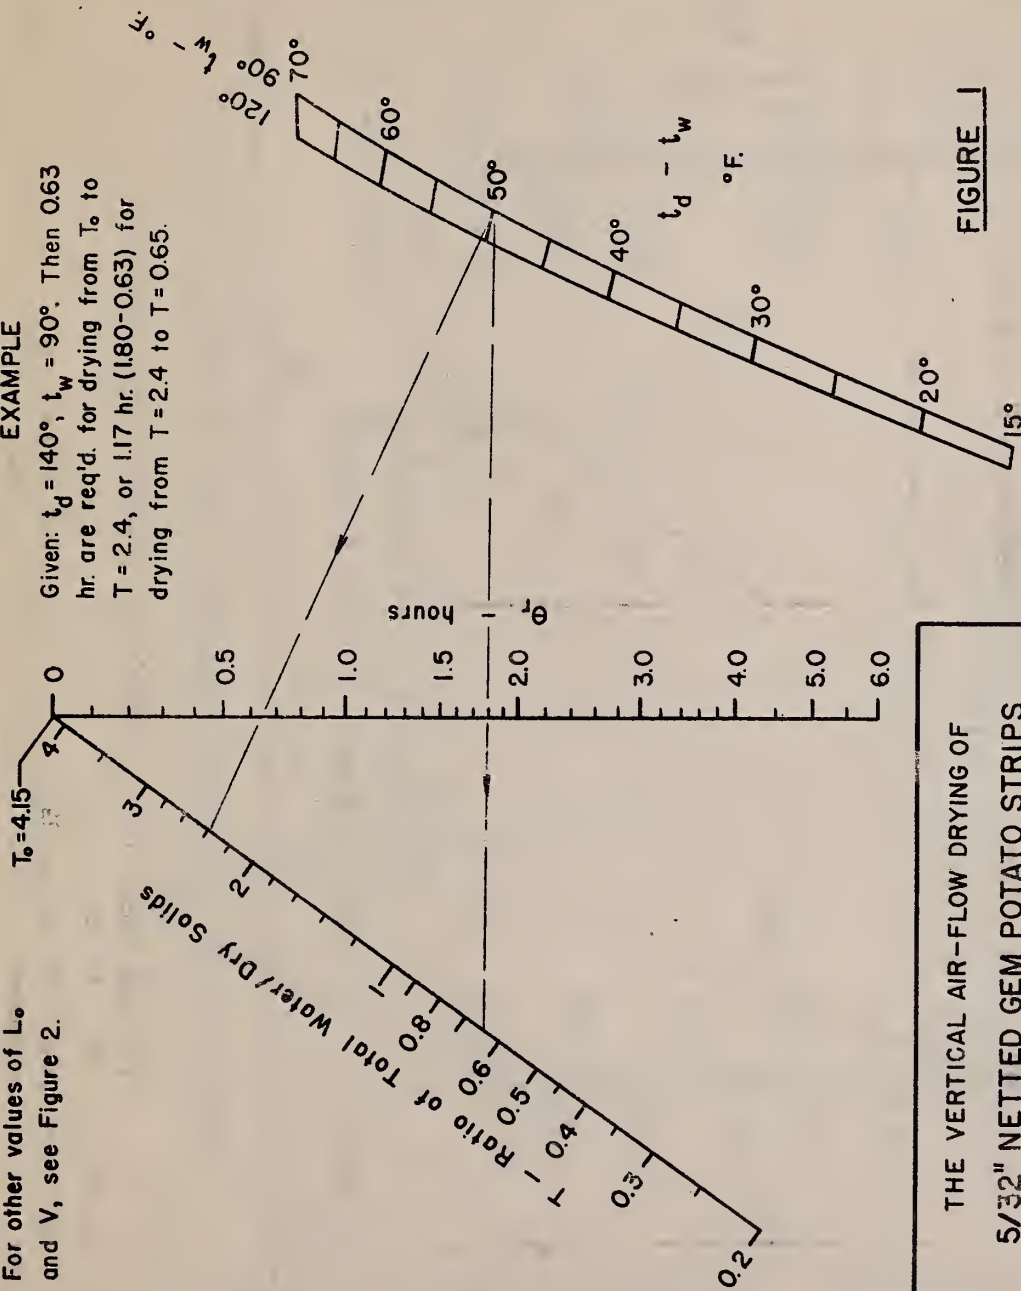 For other values of L₀
and V, see Figure 2.
T₀=4.15
EXAMPLE
Given: t_d = 140°, t_w = 90°. Then 0.63
hr. are req'd. for drying from T₀ to
T = 2.4, or 1.17 hr. (1.80-0.63) for
drying from T = 2.4 to T = 0.65.
120° 90° t_w - °F.
70°
60°
50°
40°
30°
20°
15°
t_d - t_w
°F.
0
0.5
1.0
1.5
2.0
3.0
4.0
5.0
6.0
θ_r - hours
4
3
2
1
0.8
0.6
0.5
0.4
0.3
0.2
T - Ratio of Total Water/Dry Solids
FIGURE 1
THE VERTICAL AIR-FLOW DRYING OF
5/32" NETTED GEM POTATO STRIPS